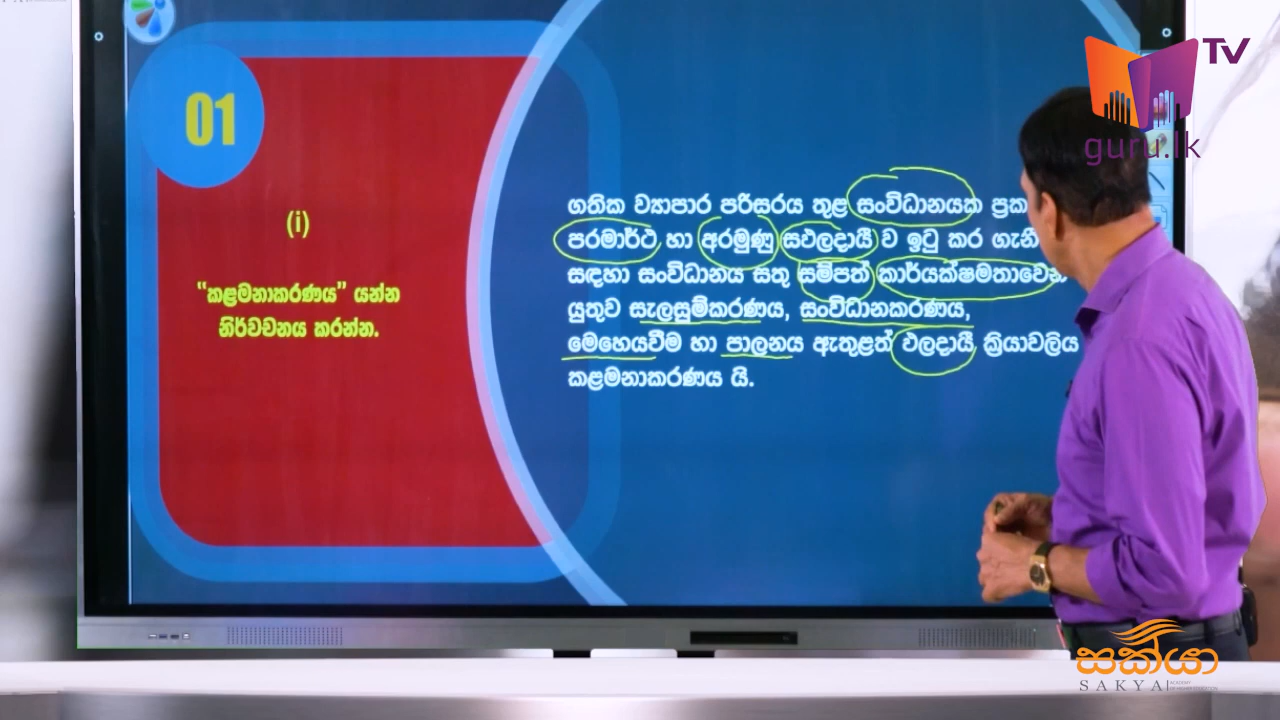 01
(i)
“කළමනාකරණය” යන්න
නිර්වචනය කරන්න.
ගතික ව්‍යාපාර පරිසරය තුළ සංවිධානයක
පරමාර්ථ හා අරමුණු සඵලදායී ව ඉටු කර
සඳහා සංවිධානය සතු සම්පත් කාර්යක්ෂමතාවෙන්
යුතුව සැලසුම්කරණය, සංවිධානකරණය,
මෙහෙයවීම හා පාලනය ඇතුළත් ඵලදායී ක්‍රියාවලිය
කළමනාකරණය යි.
TV
guru.lk
සක්යා
SAKYA